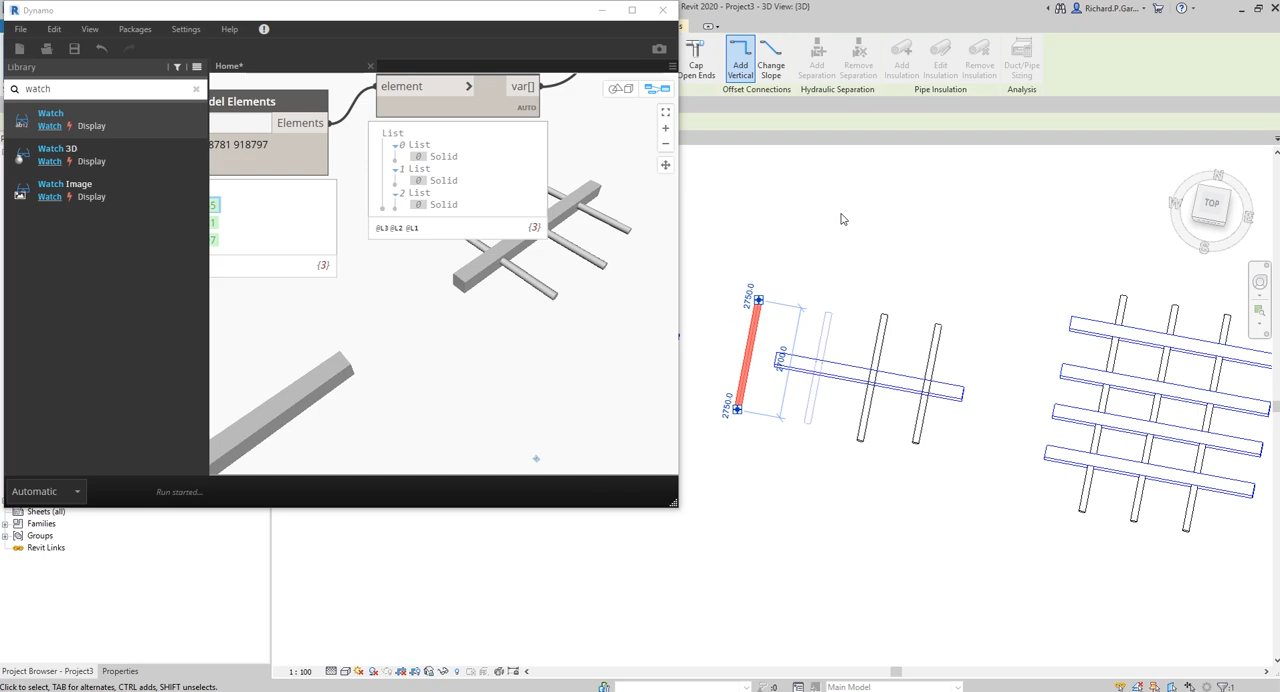 Dynamo
File Edit View Packages Settings Help
Library
Home*
watch
Watch
Watch Display
Watch 3D
Watch Display
Watch Image
Watch Display
del Elements
Elements
8781 918797
5
1
7
{3}
element
var[]
AUTO
List
0 List
0 Solid
1 List
0 Solid
2 List
0 Solid
@L3 @L2 @L1
{3}
Automatic
Run started...
Revit 2020 - Project3 - 3D View: {3D}
Richard.P.Gar...
Cap
Open Ends
Add
Vertical
Change
Slope
Add
Separation
Remove
Separation
Add
Insulation
Edit
Insulation
Remove
Insulation
Duct/Pipe
Sizing
Offset Connections
Hydraulic Separation
Pipe Insulation
Analysis
N
W
TOP
E
S
2750.0
2700.0
2750.0
Sheets (all)
Families
Groups
Revit Links
Project Browser - Project3
Properties
1 : 100
Click to select, TAB for alternates, CTRL adds, SHIFT unselects.
:0
Main Model
:1